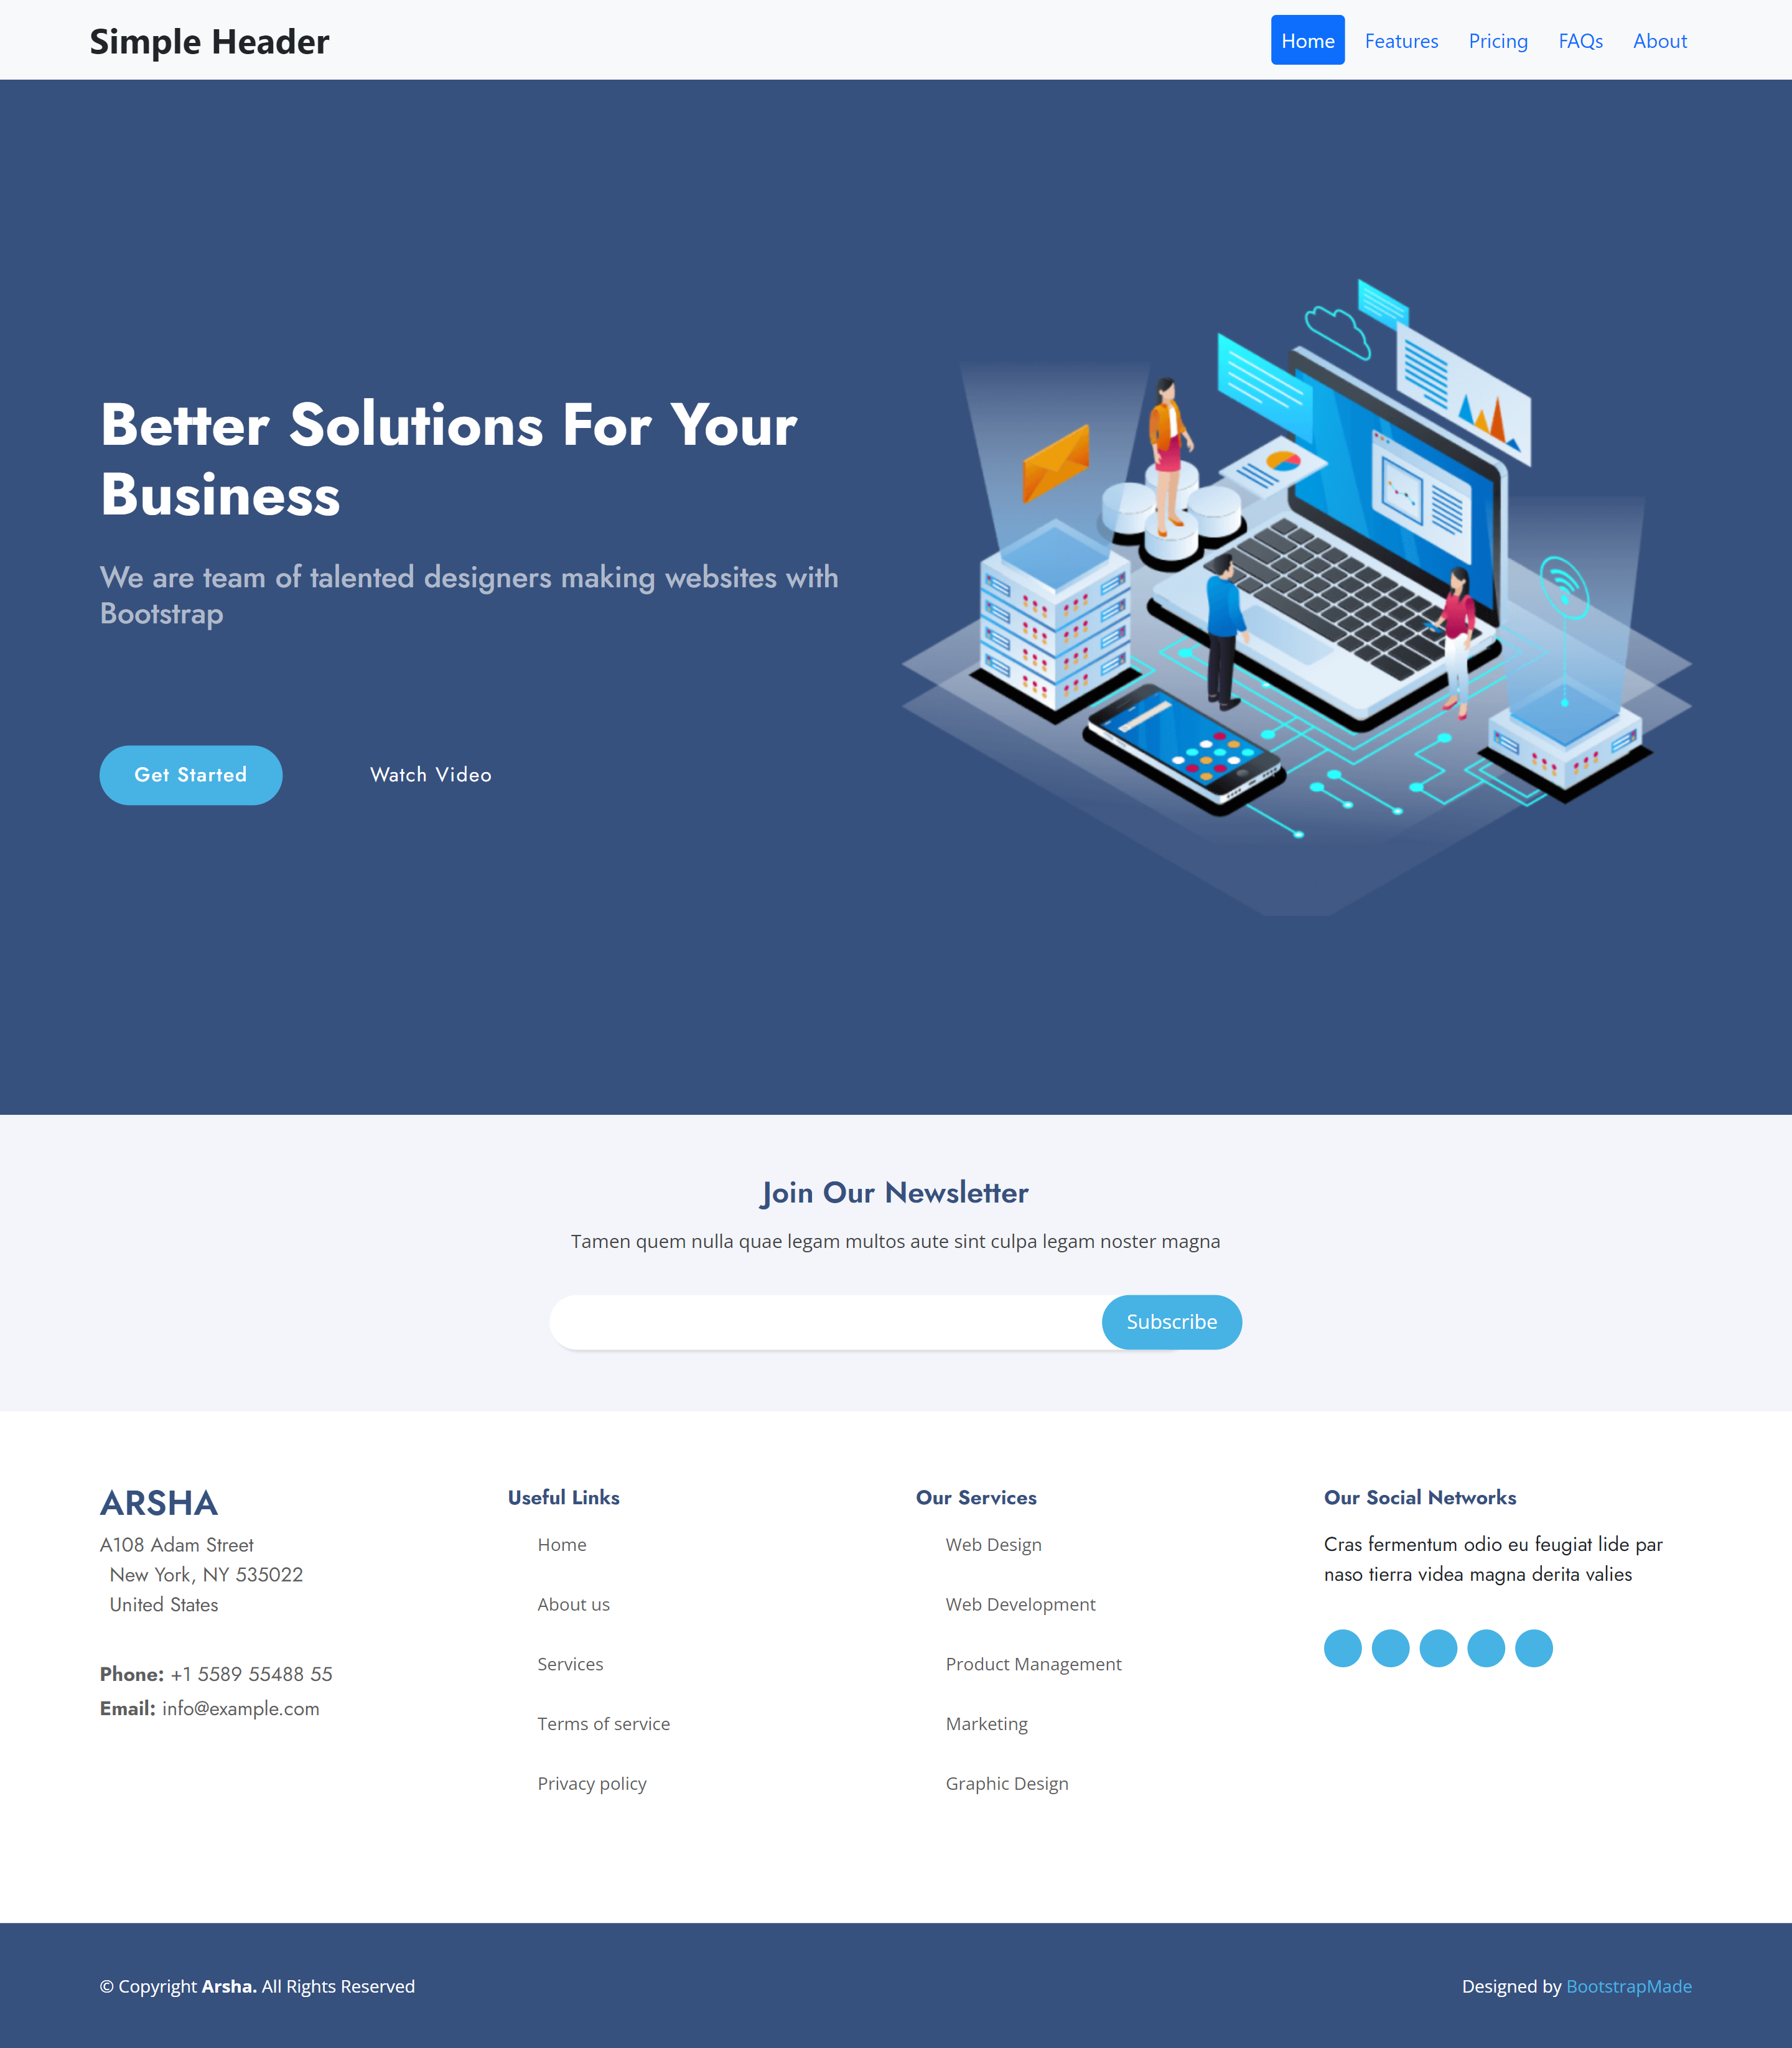 Simple Header
Home Features Pricing FAQs About
Better Solutions For Your
Business
We are team of talented designers making websites with
Bootstrap
Get Started Watch Video
Join Our Newsletter
Tamen quem nulla quae legam multos aute sint culpa legam noster magna
Subscribe
ARSHA
A108 Adam Street
New York, NY 535022
United States
Phone: +1 5589 55488 55
Email: info@example.com
Useful Links
Home
About us
Services
Terms of service
Privacy policy
Our Services
Web Design
Web Development
Product Management
Marketing
Graphic Design
Our Social Networks
Cras fermentum odio eu feugiat lide par
naso tierra videa magna derita valies
© Copyright Arsha. All Rights Reserved
Designed by BootstrapMade